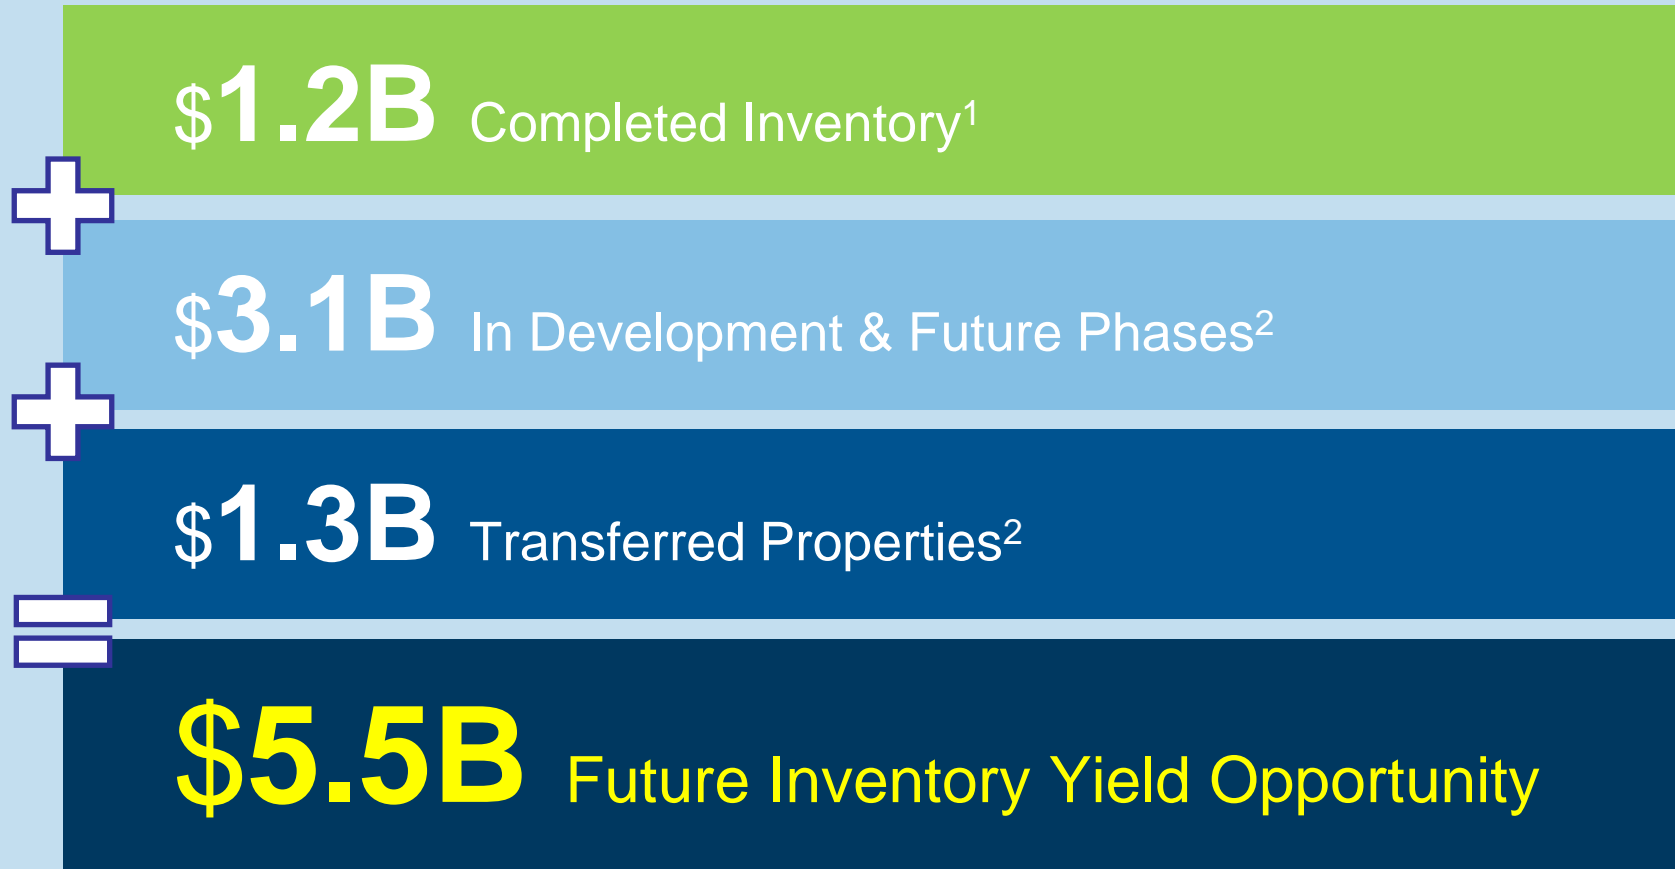 $1.2B Completed Inventory¹
$3.1B In Development & Future Phases²
$1.3B Transferred Properties²
$5.5B Future Inventory Yield Opportunity